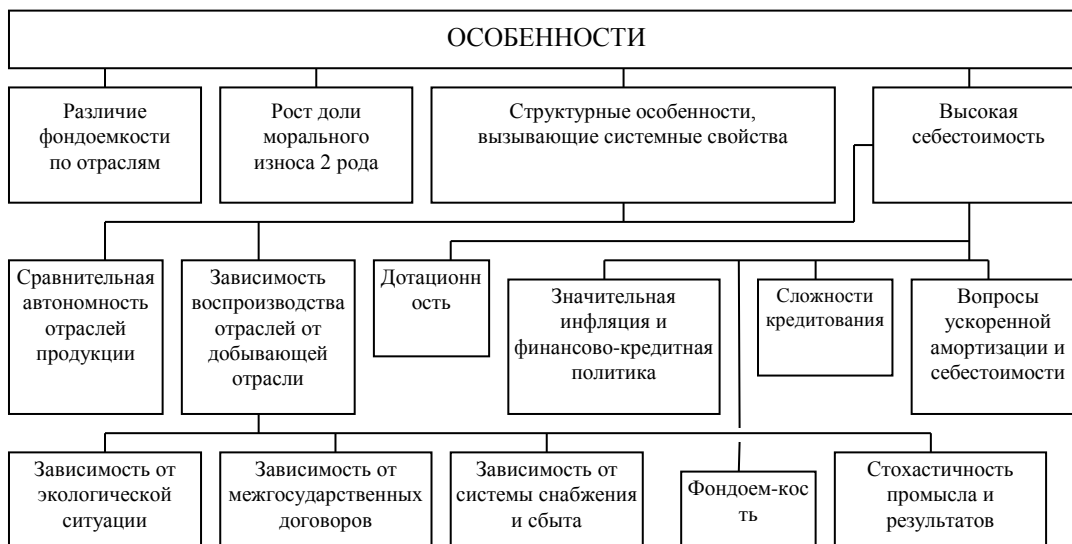 ОСОБЕННОСТИ
Различие
фондоемкости
по отраслям
Рост доли
морального
износа 2 рода
Структурные особенности,
вызывающие системные свойства
Высокая
себестоимость
Сравнительная
автономность
отраслей
продукции
Зависимость
воспроизводства
отраслей от
добывающей
отрасли
Дотационн
ость
Значительная
инфляция и
финансово-кредитная
политика
Сложности
кредитования
Вопросы
ускоренной
амортизации и
себестоимости
Зависимость от
экологической
ситуации
Зависимость от
межгосударственных
договоров
Зависимость от
системы снабжения
и сбыта
Фондоем-кос
ть
Стохастичность
промысла и
результатов